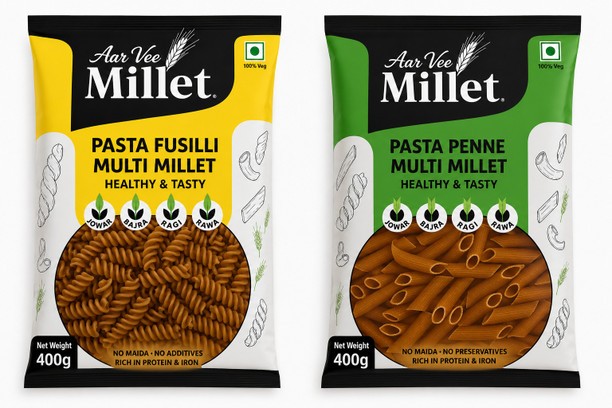 Aar Vee
Millet®
100% Veg
PASTA FUSILLI
MULTI MILLET
HEALTHY & TASTY
JOWAR
BAJRA
RAGI
RAWA
Net Weight
400g
NO MAIDA • NO ADDITIVES
RICH IN PROTEIN & IRON
Aar Vee
Millet®
100% Veg
PASTA PENNE
MULTI MILLET
HEALTHY & TASTY
JOWAR
BAJRA
RAGI
RAWA
Net Weight
400g
NO MAIDA • NO PRESERVATIVES
RICH IN PROTEIN & IRON